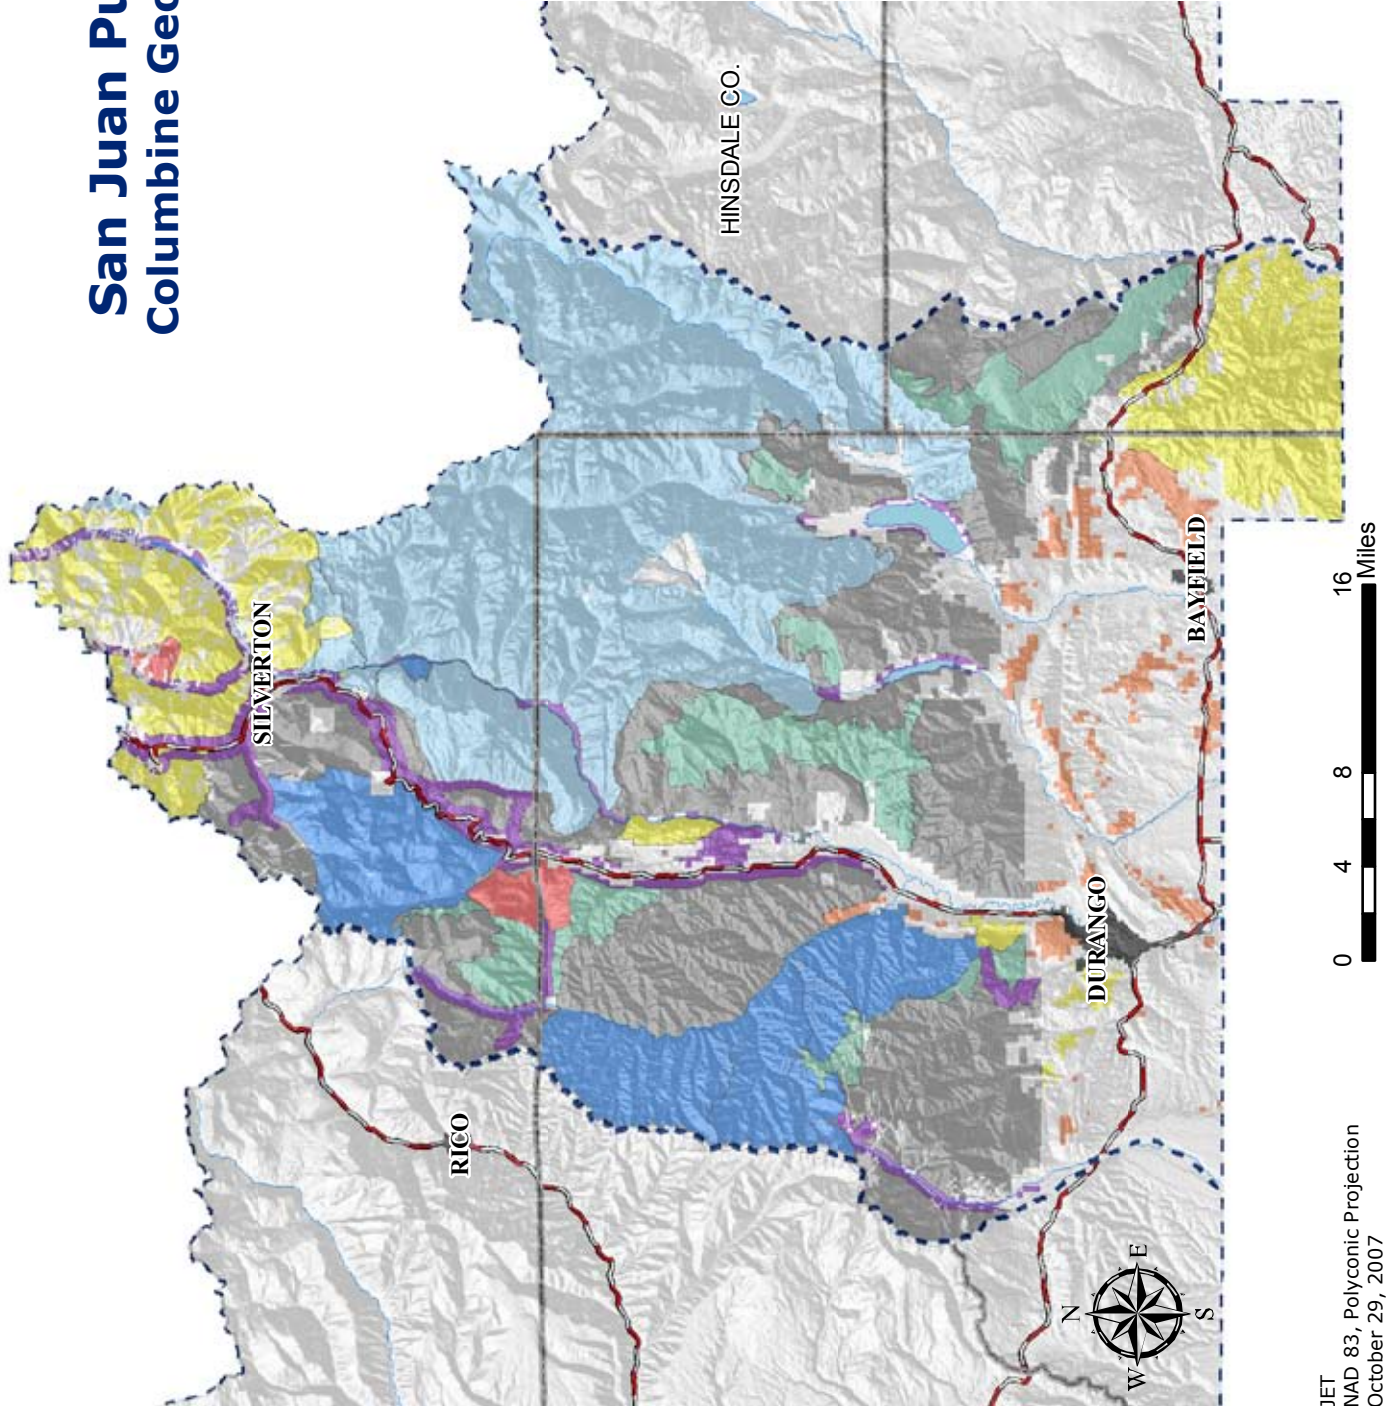 San Juan Pu
Columbine Geo
HINSDALE CO.
SILVERTON
RICO
BAYFIELD
DURANGO
N
W
E
S
0
4
8
16
Miles
JET
NAD 83, Polyconic Projection
October 29, 2007